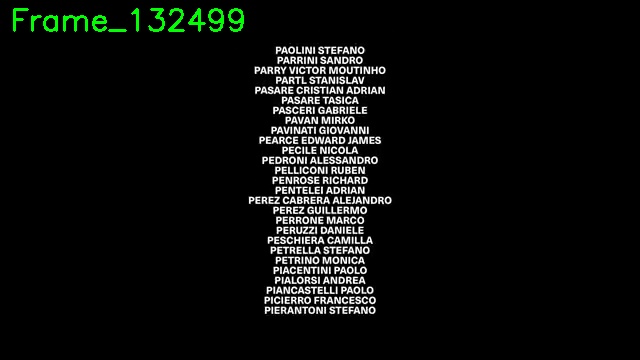 Frame_132499
PAOLINI STEFANO
PARRINI SANDRO
PARRY VICTOR MOUTINHO
PARTL STANISLAV
PASARE CRISTIAN ADRIAN
PASARE TASICA
PASCERI GABRIELE
PAVAN MIRKO
PAVINATI GIOVANNI
PEARCE EDWARD JAMES
PECILE NICOLA
PEDRONI ALESSANDRO
PELLICONI RUBEN
PENROSE RICHARD
PENTELEI ADRIAN
PEREZ CABRERA ALEJANDRO
PEREZ GUILLERMO
PERRONE MARCO
PERUZZI DANIELE
PESCHIERA CAMILLA
PETRELLA STEFANO
PETRINO MONICA
PIACENTINI PAOLO
PIALORSI ANDREA
PIANCASTELLI PAOLO
PICIERRO FRANCESCO
PIERANTONI STEFANO